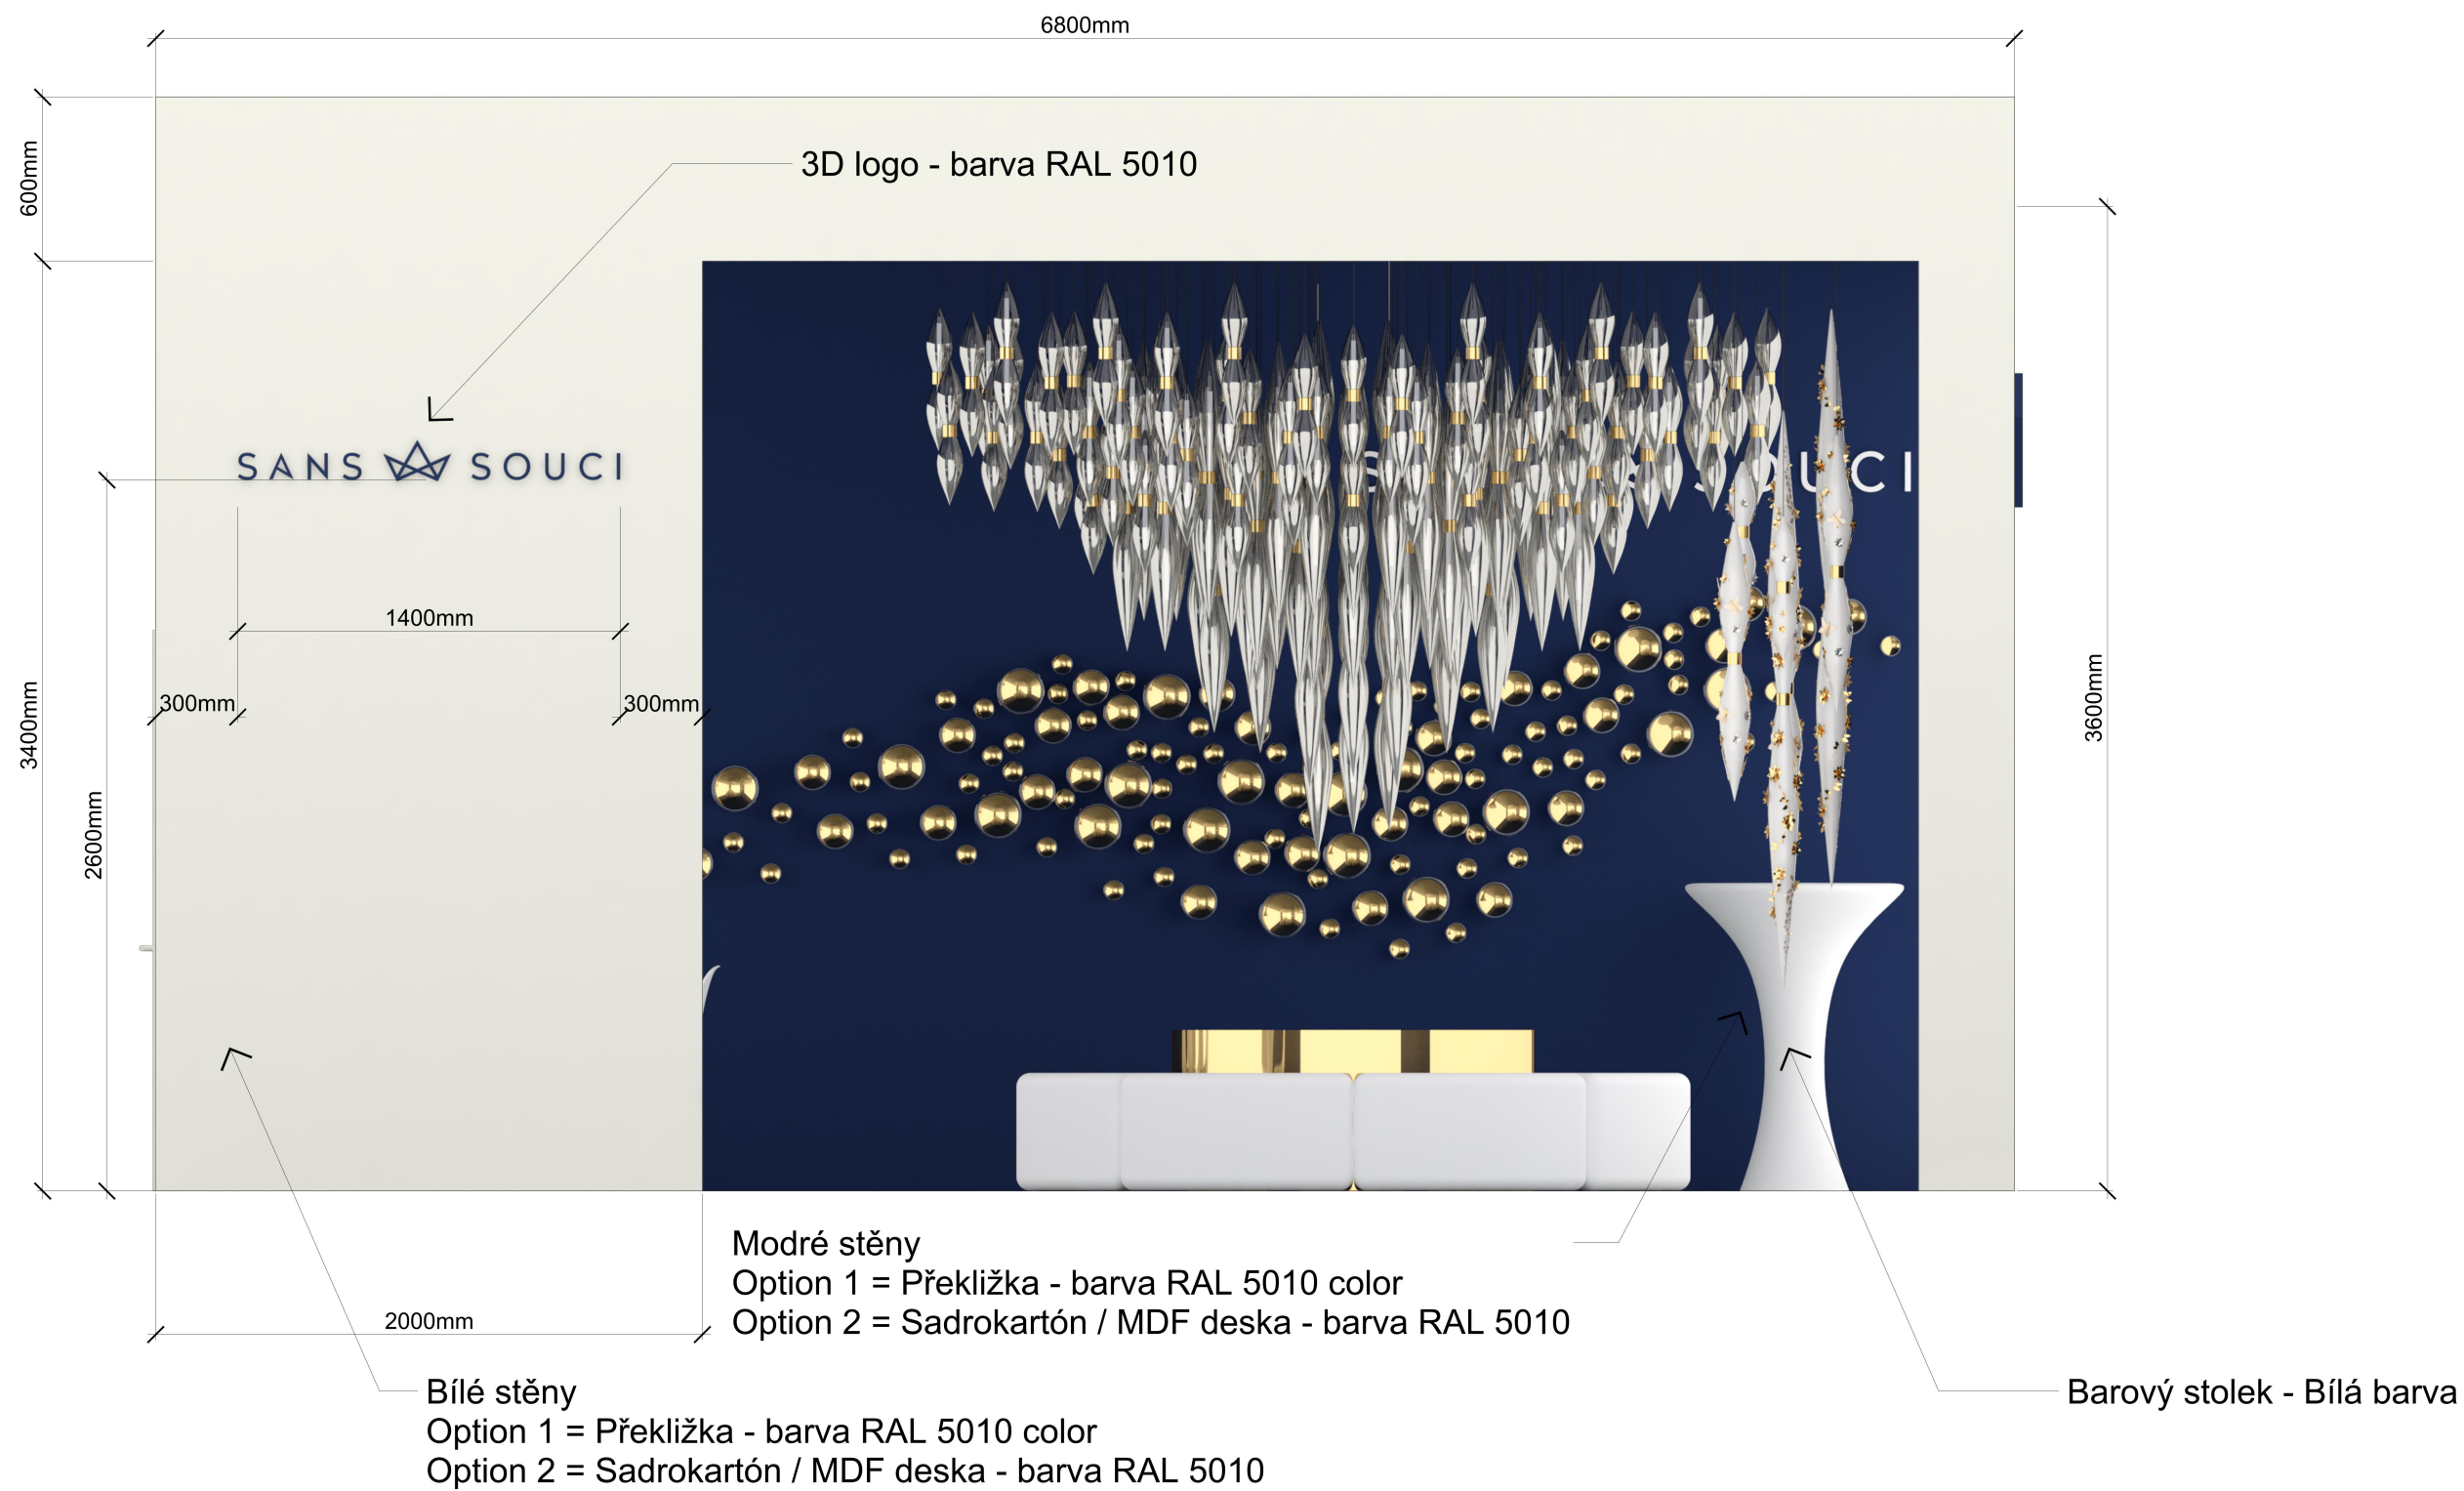 6800mm
600mm
3D logo - barva RAL 5010
SANS SOUCI
SOUCI
1400mm
300mm
300mm
3400mm
2600mm
3600mm
Modré stěny
Option 1 = Překližka - barva RAL 5010 color
Option 2 = Sadrokartón / MDF deska - barva RAL 5010
2000mm
Bílé stěny
Option 1 = Překližka - barva RAL 5010 color
Option 2 = Sadrokartón / MDF deska - barva RAL 5010
Barový stolek - Bílá barva